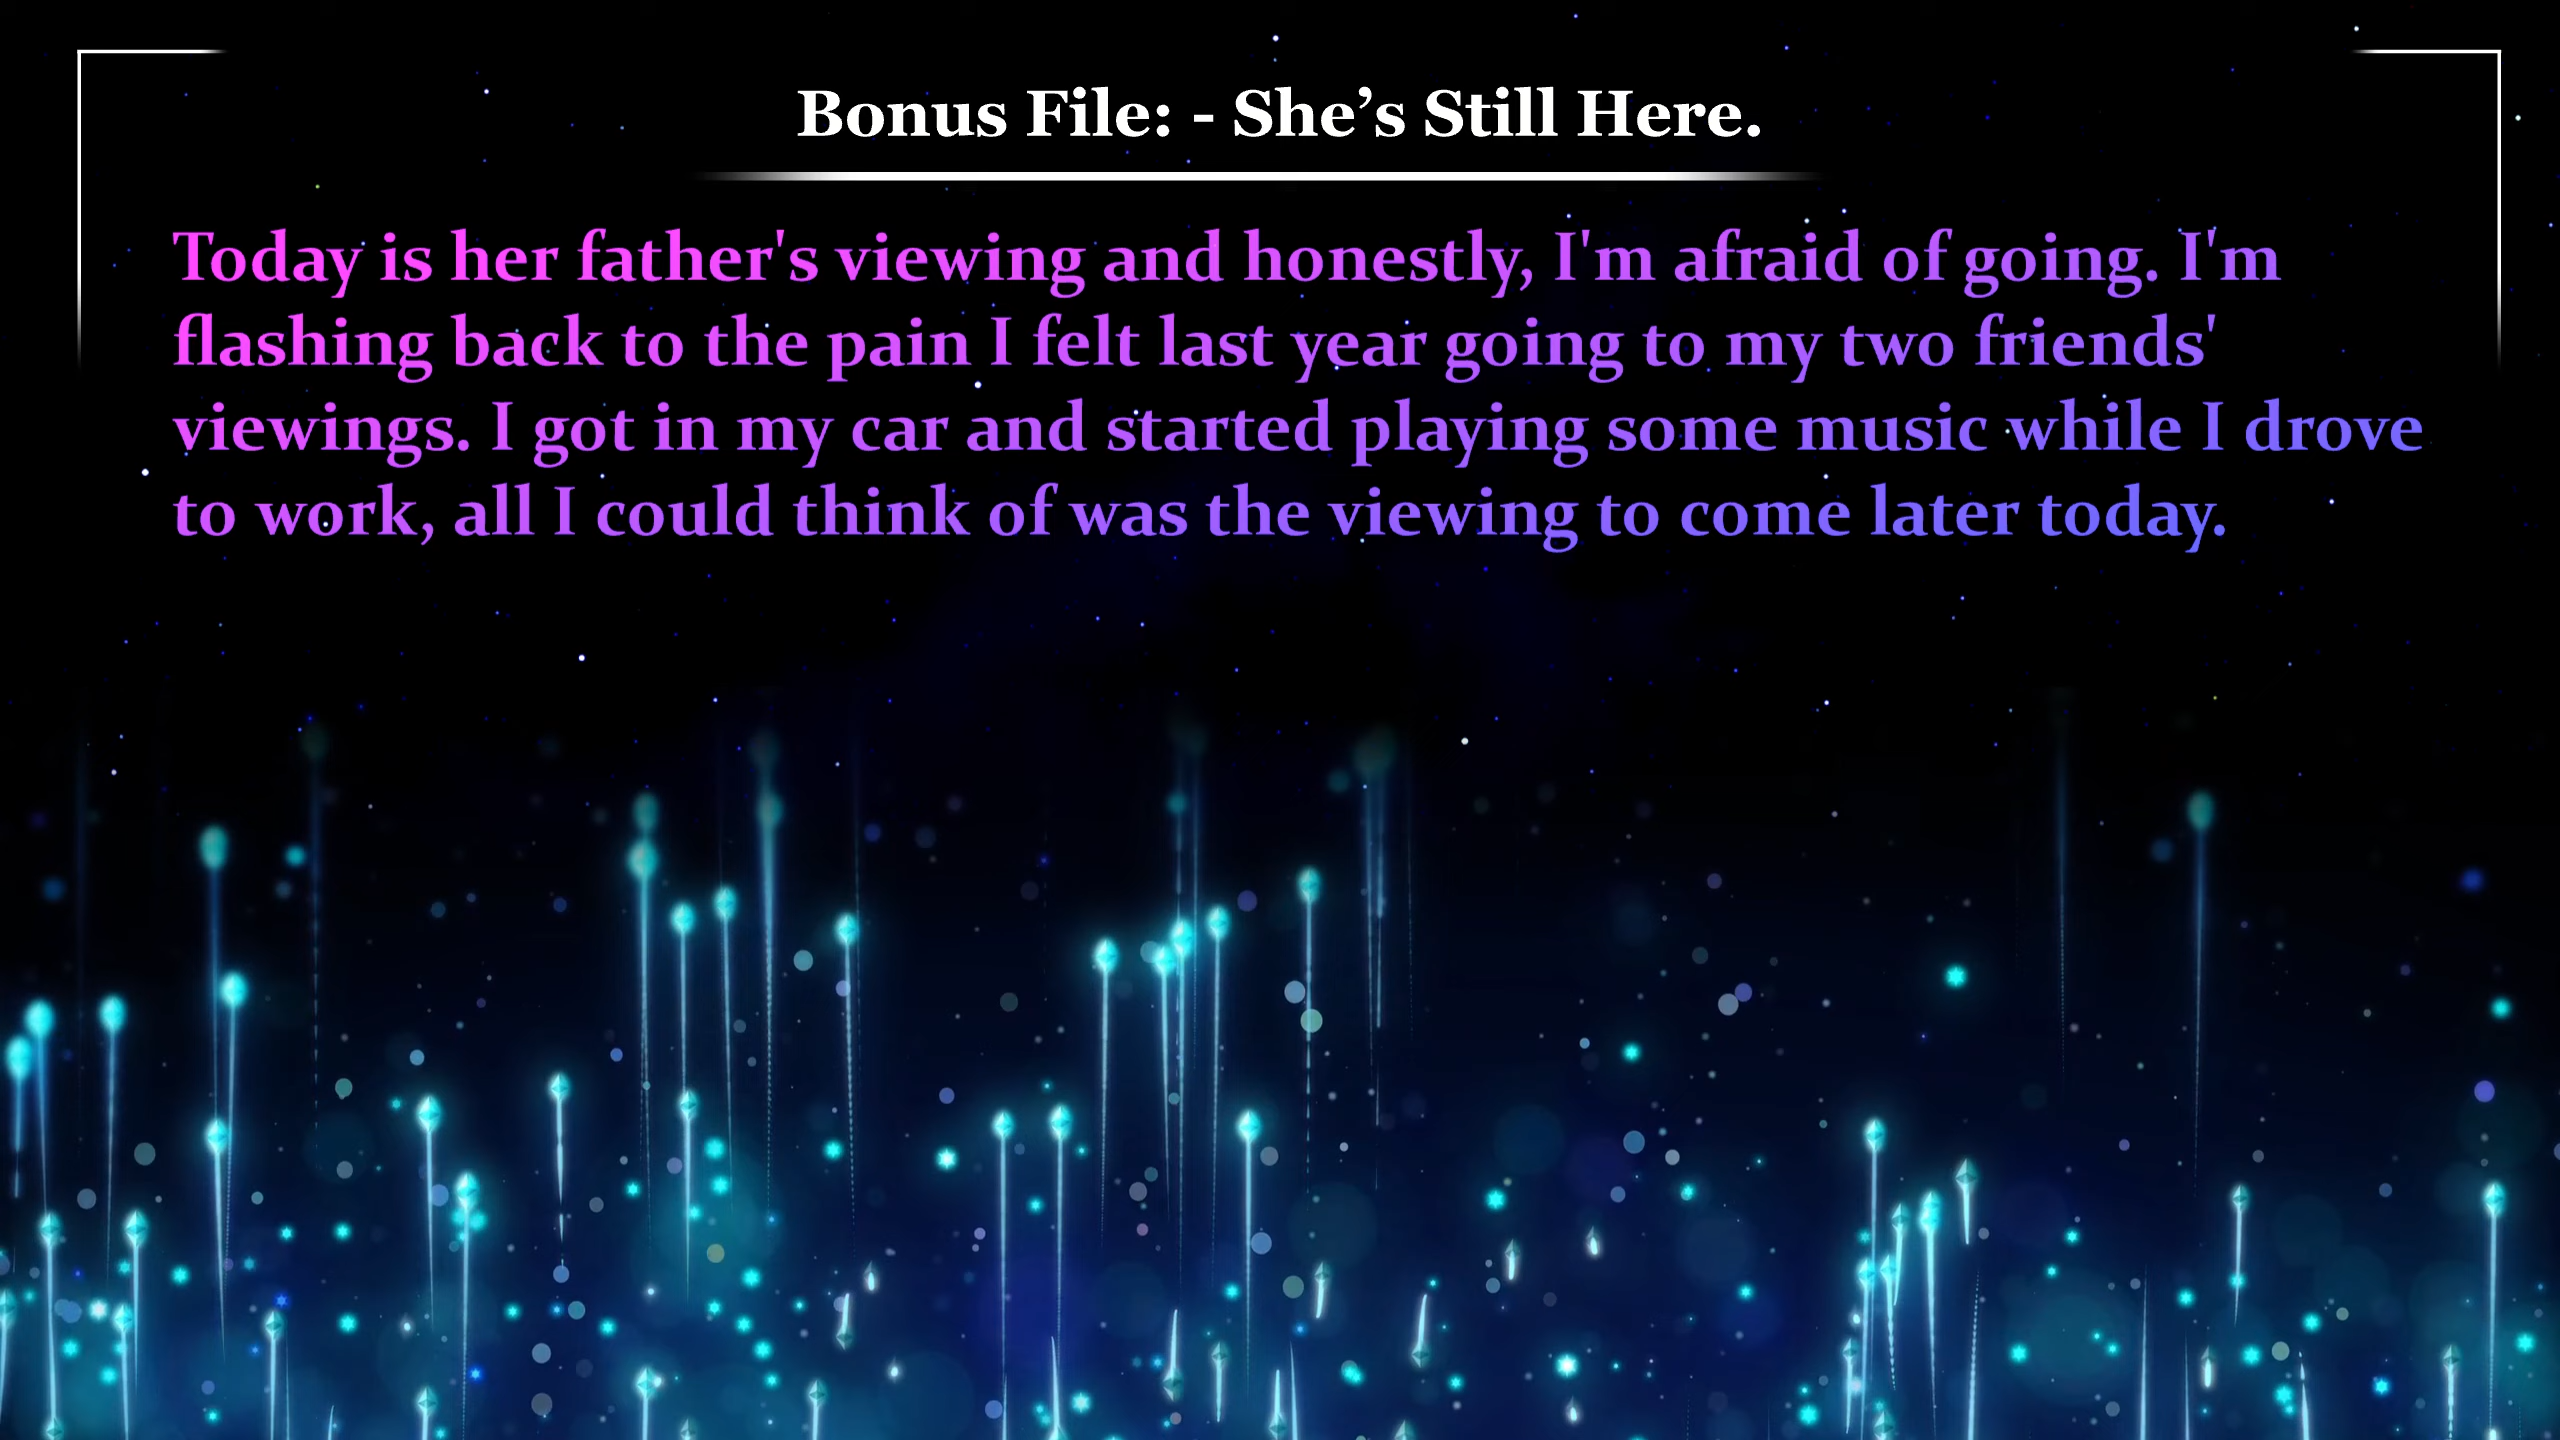 Bonus File: - She’s Still Here.
Today is her father's viewing and honestly, I'm afraid of going. I'm
flashing back to the pain I felt last year going to my two friends'
viewings. I got in my car and started playing some music while I drove
to work, all I could think of was the viewing to come later today.